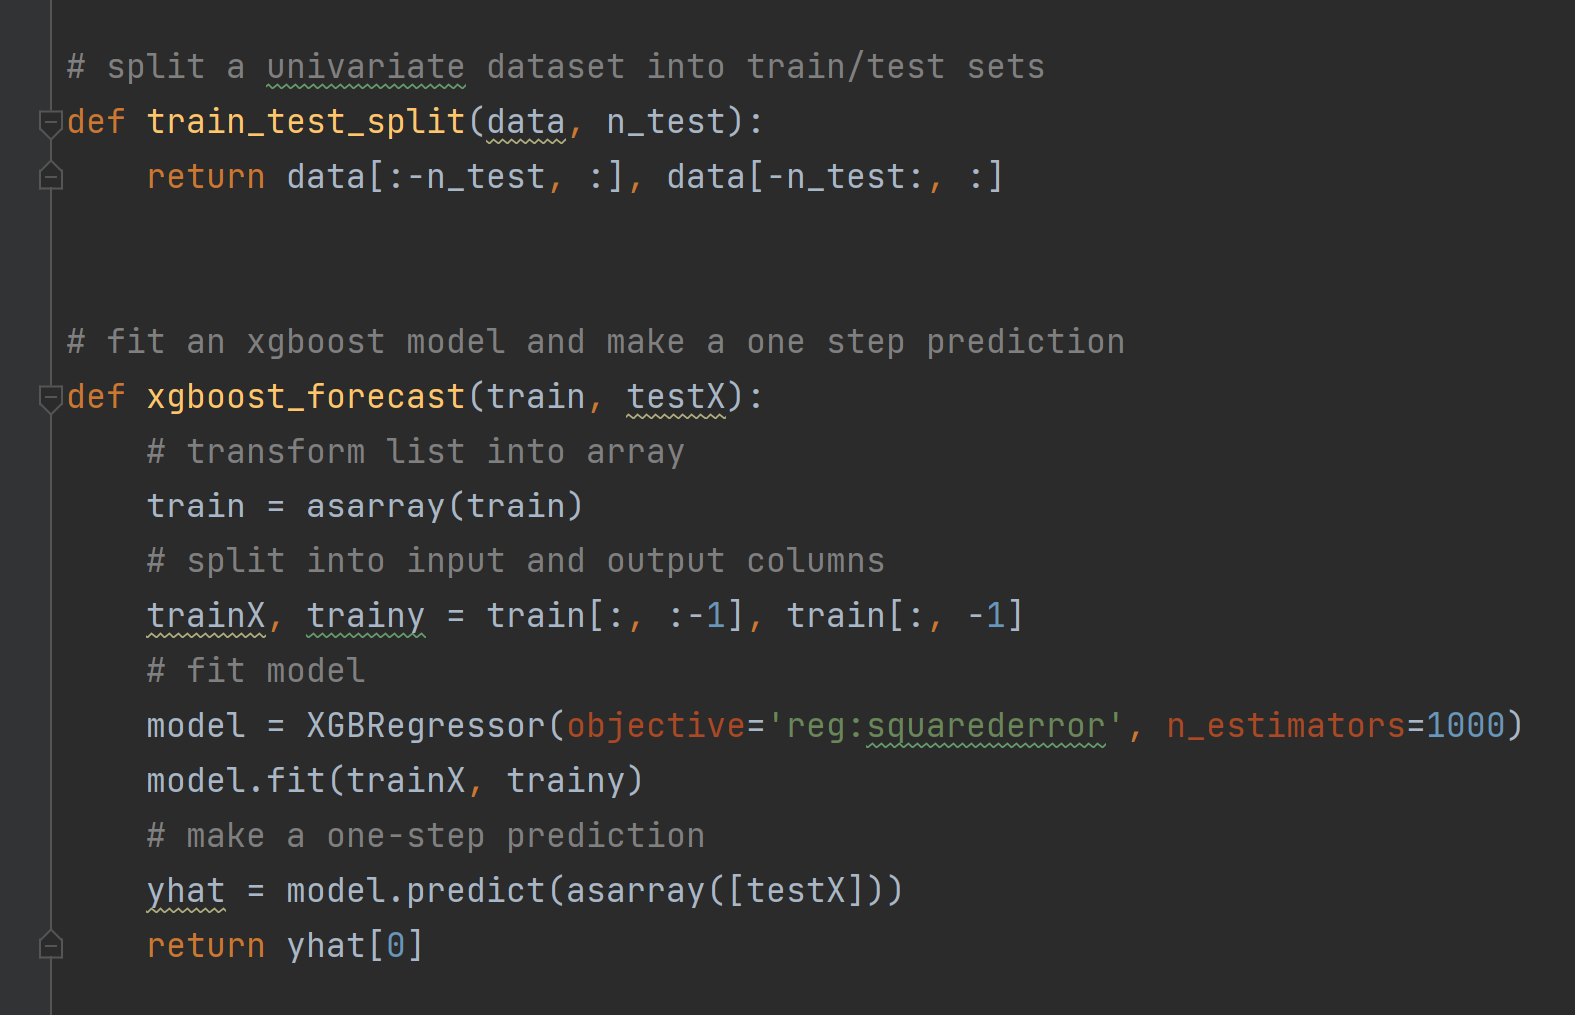 # split a univariate dataset into train/test sets
def train_test_split(data, n_test):
    return data[:-n_test, :], data[-n_test:, :]
# fit an xgboost model and make a one step prediction
def xgboost_forecast(train, testX):
    # transform list into array
    train = asarray(train)
    # split into input and output columns
    trainX, trainy = train[:, :-1], train[:, -1]
    # fit model
    model = XGBRegressor(objective='reg:squarederror', n_estimators=1000)
    model.fit(trainX, trainy)
    # make a one-step prediction
    yhat = model.predict(asarray([testX]))
    return yhat[0]